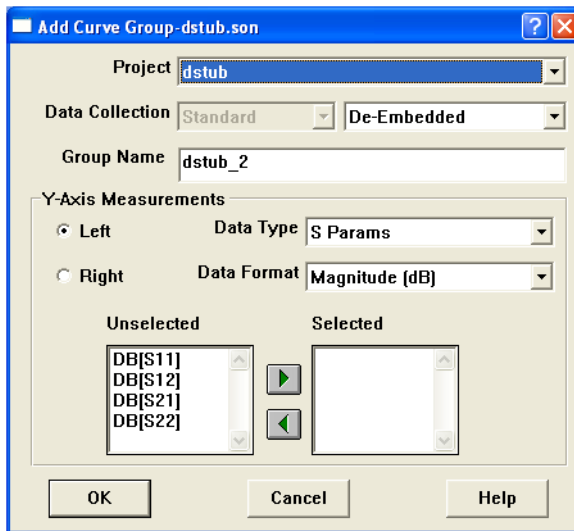 Add Curve Group-dstub.son
Project dstub
Data Collection Standard De-Embedded
Group Name dstub_2
Y-Axis Measurements
Left Data Type S Params
Right Data Format Magnitude (dB)
Unselected Selected
DB[S11]
DB[S12]
DB[S21]
DB[S22]
OK Cancel Help